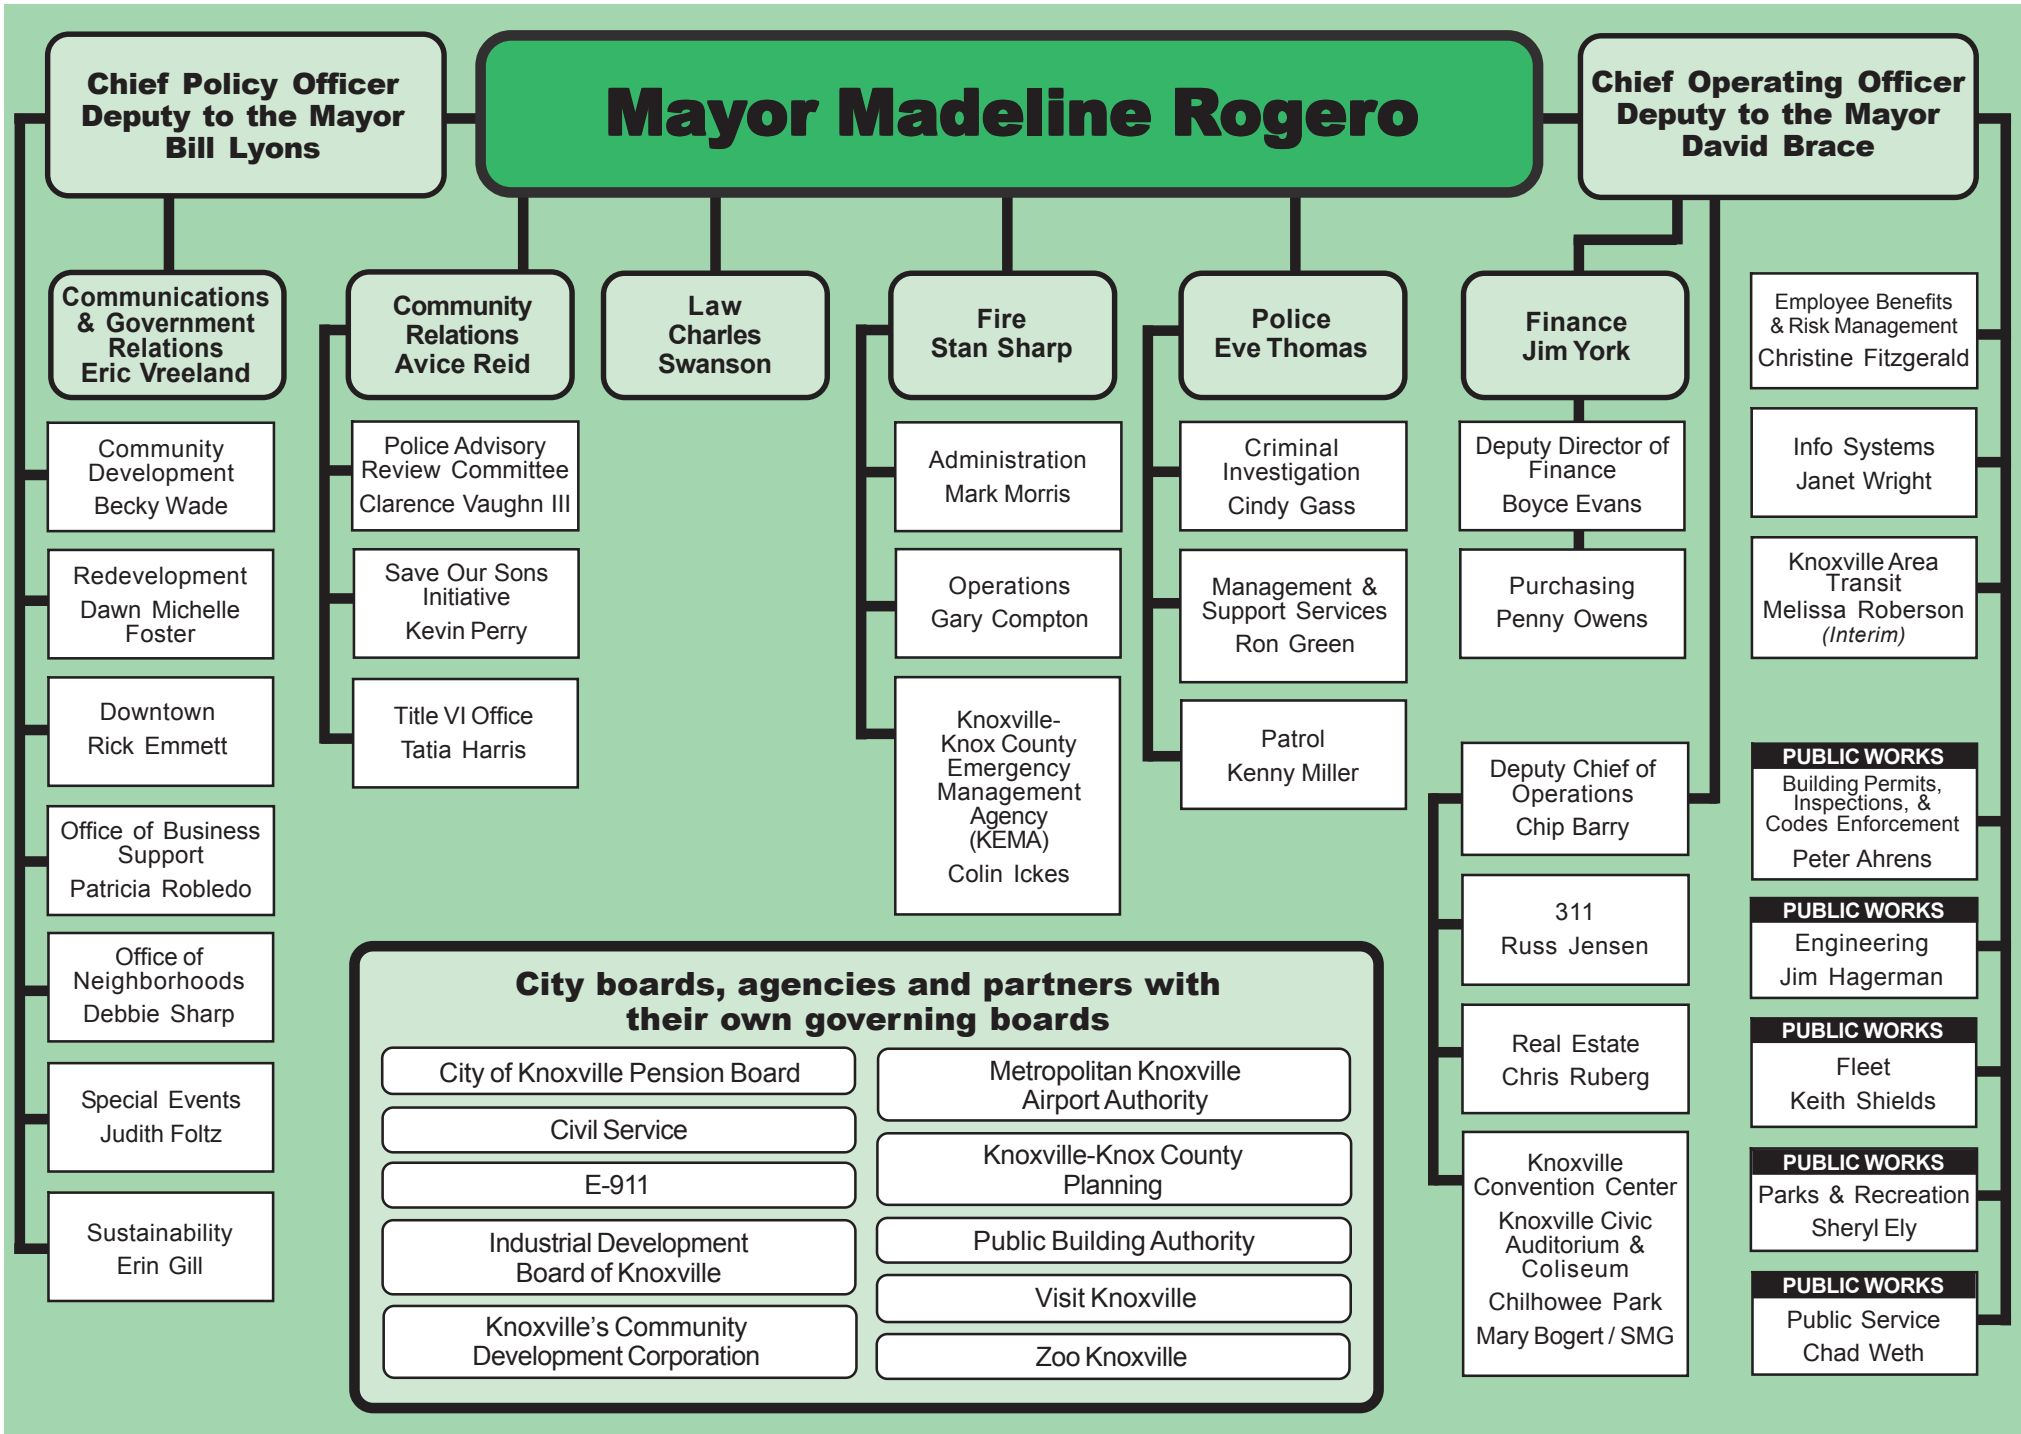 Chief Policy Officer
Deputy to the Mayor
Bill Lyons
Mayor Madeline Rogero
Chief Operating Officer
Deputy to the Mayor
David Brace
Communications
& Government
Relations
Eric Vreeland
Community
Development
Becky Wade
Redevelopment
Dawn Michelle
Foster
Downtown
Rick Emmett
Office of Business
Support
Patricia Robledo
Office of
Neighborhoods
Debbie Sharp
Special Events
Judith Foltz
Sustainability
Erin Gill
Community
Relations
Avice Reid
Police Advisory
Review Committee
Clarence Vaughn III
Save Our Sons
Initiative
Kevin Perry
Title VI Office
Tatia Harris
Law
Charles
Swanson
Fire
Stan Sharp
Administration
Mark Morris
Operations
Gary Compton
Knoxville-
Knox County
Emergency
Management
Agency
(KEMA)
Colin Ickes
Police
Eve Thomas
Criminal
Investigation
Cindy Gass
Management &
Support Services
Ron Green
Patrol
Kenny Miller
Finance
Jim York
Deputy Director of
Finance
Boyce Evans
Purchasing
Penny Owens
Deputy Chief of
Operations
Chip Barry
311
Russ Jensen
Real Estate
Chris Ruberg
Knoxville
Convention Center
Knoxville Civic
Auditorium &
Coliseum
Chilhowee Park
Mary Bogert / SMG
Employee Benefits
& Risk Management
Christine Fitzgerald
Info Systems
Janet Wright
Knoxville Area
Transit
Melissa Roberson
(Interim)
PUBLIC WORKS
Building Permits,
Inspections, &
Codes Enforcement
Peter Ahrens
PUBLIC WORKS
Engineering
Jim Hagerman
PUBLIC WORKS
Fleet
Keith Shields
PUBLIC WORKS
Parks & Recreation
Sheryl Ely
PUBLIC WORKS
Public Service
Chad Weth
City boards, agencies and partners with
their own governing boards
City of Knoxville Pension Board
Civil Service
E-911
Industrial Development
Board of Knoxville
Knoxville’s Community
Development Corporation
Metropolitan Knoxville
Airport Authority
Knoxville-Knox County
Planning
Public Building Authority
Visit Knoxville
Zoo Knoxville